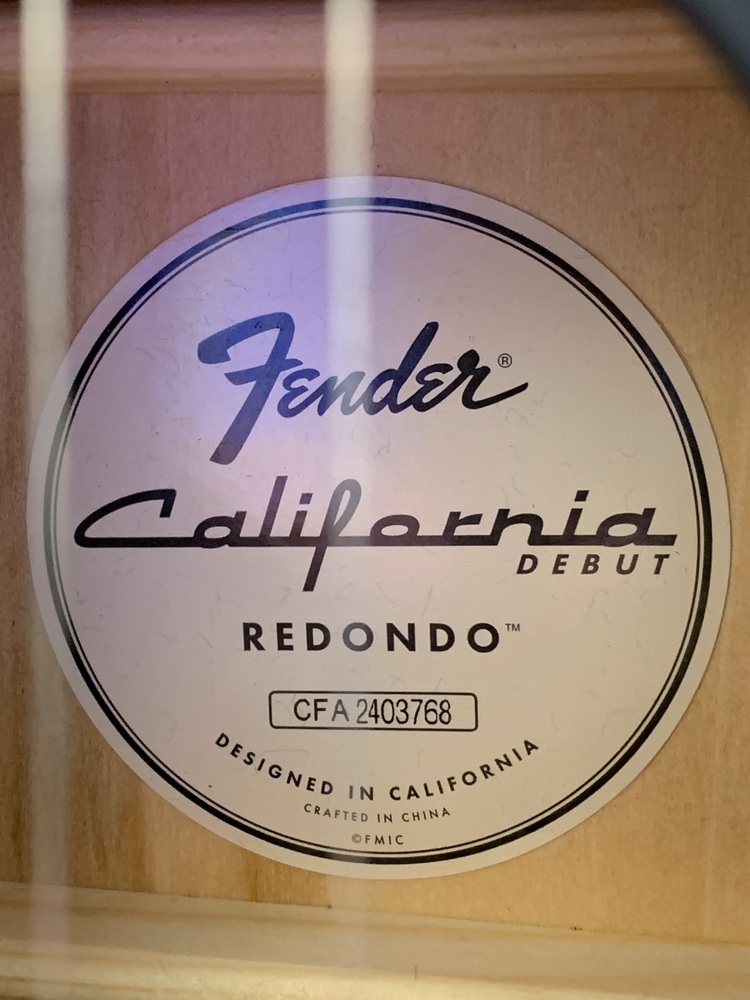 Fender®
California
DEBUT
REDONDO™
CFA 2403768
DESIGNED IN CALIFORNIA
CRAFTED IN CHINA
©FMIC